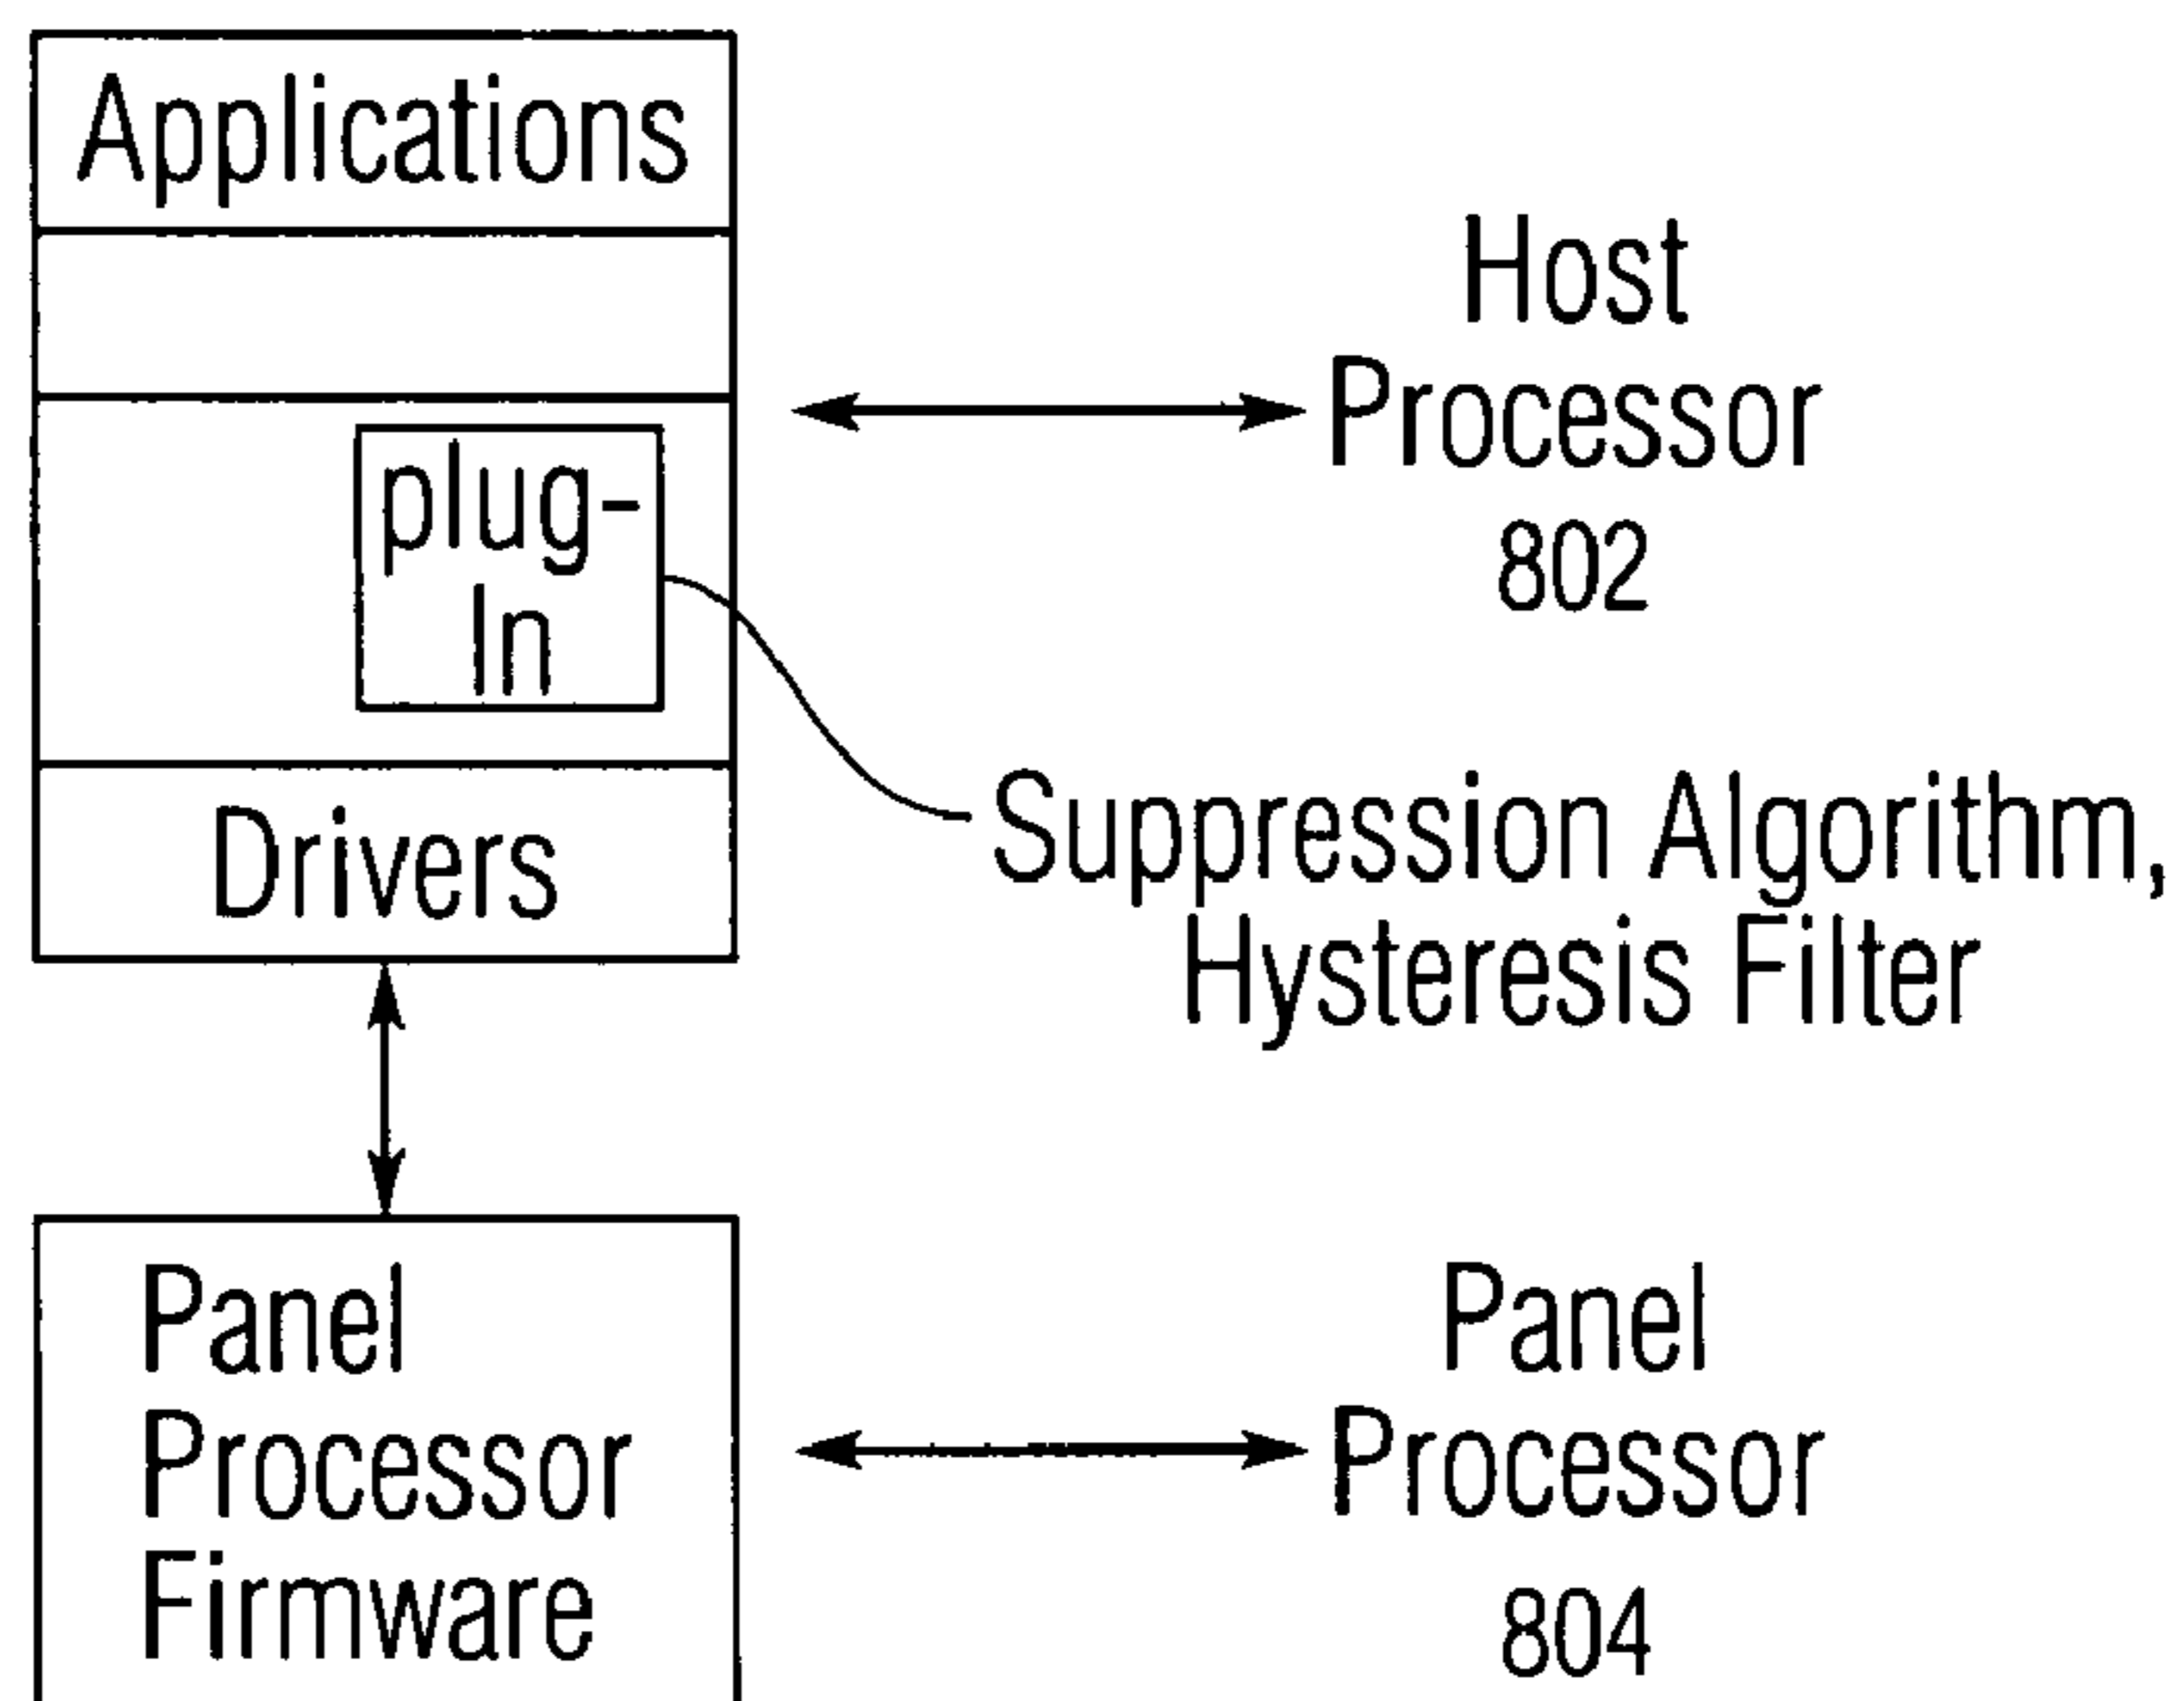 Applications
Host
Processor
802
plug-
In
Suppression Algorithm,
Hysteresis Filter
Drivers
Panel
Processor
Firmware
Panel
Processor
804